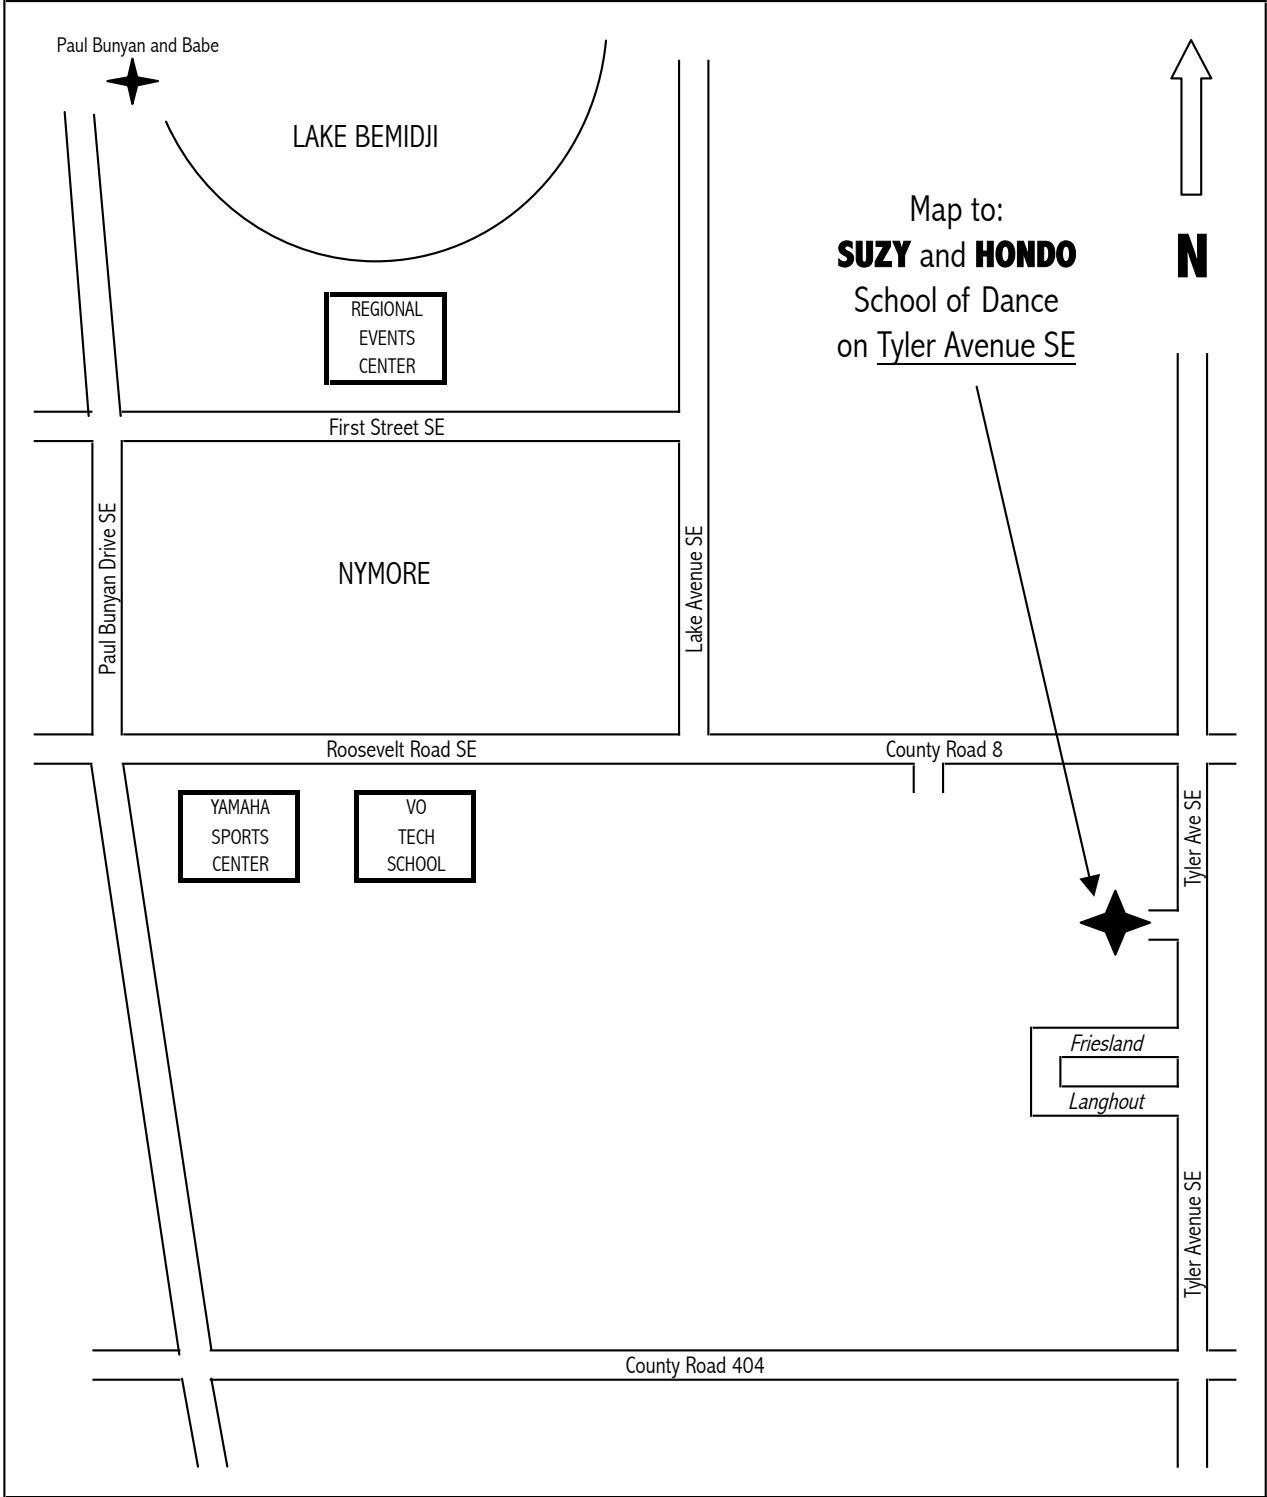 Paul Bunyan and Babe
LAKE BEMIDJI
Map to:
SUZY and HONDO
School of Dance
on Tyler Avenue SE
N
REGIONAL
EVENTS
CENTER
First Street SE
Paul Bunyan Drive SE
NYMORE
Lake Avenue SE
Roosevelt Road SE
County Road 8
YAMAHA
SPORTS
CENTER
VO
TECH
SCHOOL
Tyler Ave SE
Friesland
Langhout
Tyler Avenue SE
County Road 404